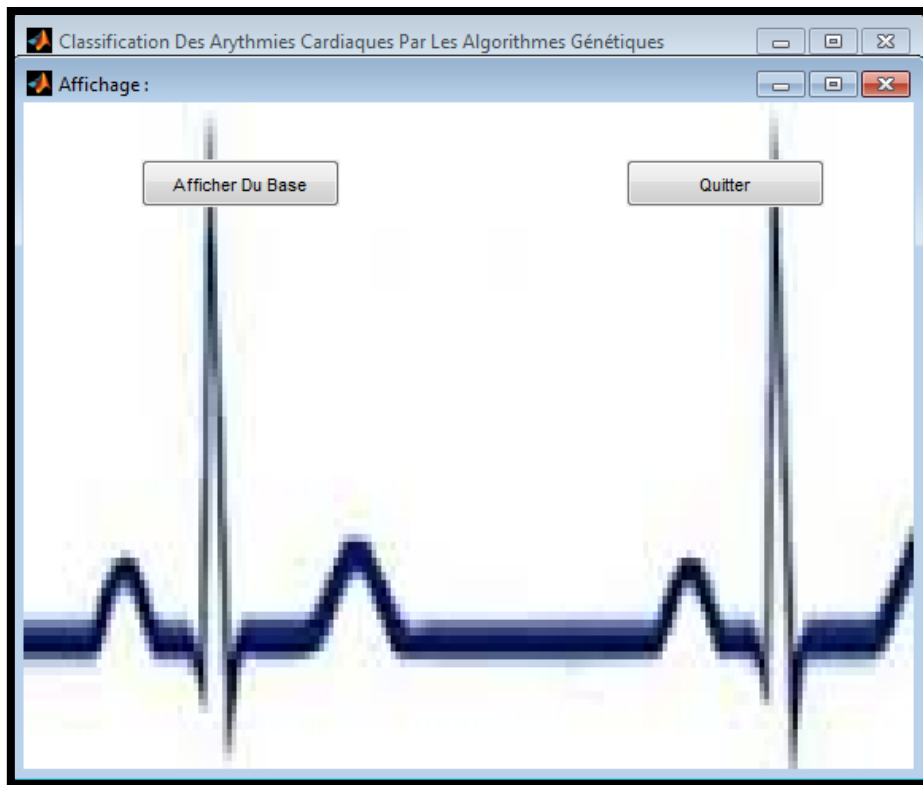 Classification Des Arythmies Cardiaques Par Les Algorithmes Génétiques
Affichage :
Afficher Du Base
Quitter